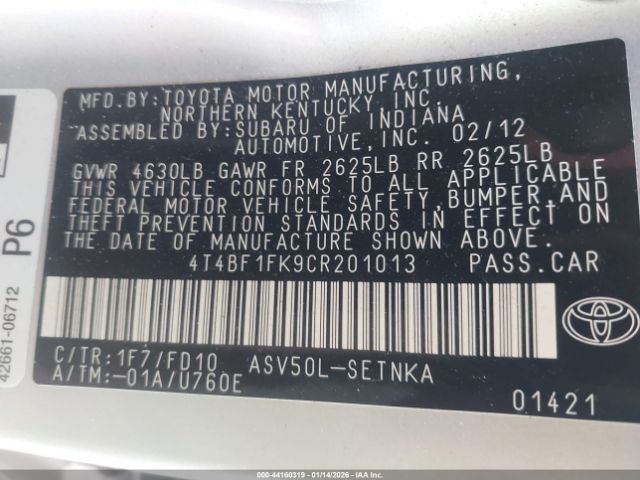 MFD.BY:TOYOTA MOTOR MANUFACTURING,
NORTHERN KENTUCKY,INC.
ASSEMBLED BY:SUBARU OF INDIANA
AUTOMOTIVE,INC. 02/12
GVWR 4630LB GAWR FR 2625LB RR 2625LB
THIS VEHICLE CONFORMS TO ALL APPLICABLE
FEDERAL MOTOR VEHICLE SAFETY,BUMPER,AND
THEFT PREVENTION STANDARDS IN EFFECT ON
THE DATE OF MANUFACTURE SHOWN ABOVE.
4T4BF1FK9CR201013 PASS.CAR
C/TR:1F7/FD10 ASV50L-SETNKA
A/TM:-01A/U760E
01421
TOYOTA
P6
42661-06712
000-44160319 - 01/14/2026 - IAA Corp.